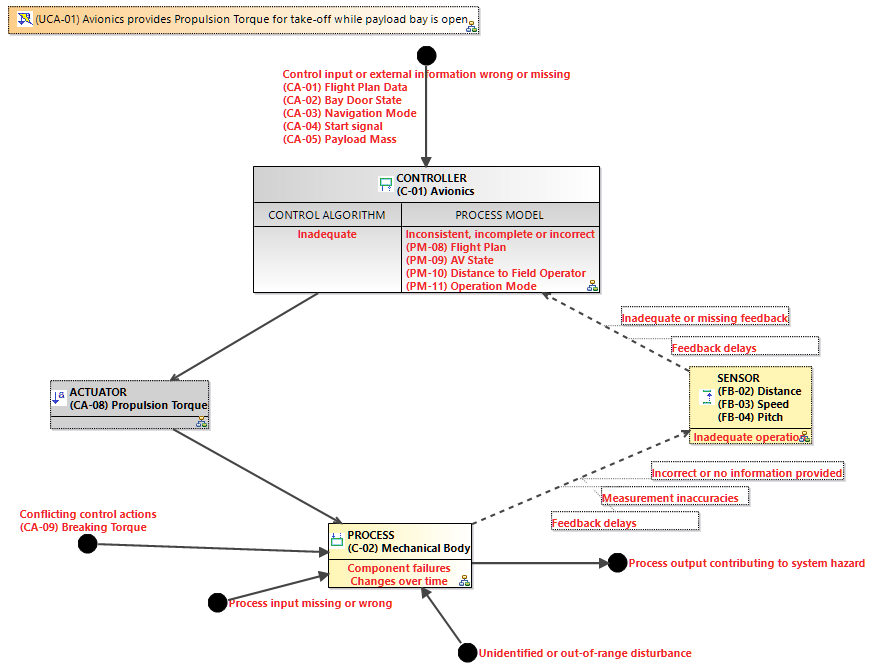 (UCA-01) Avionics provides Propulsion Torque for take-off while payload bay is open
Control input or external information wrong or missing
(CA-01) Flight Plan Data
(CA-02) Bay Door State
(CA-03) Navigation Mode
(CA-04) Start signal
(CA-05) Payload Mass
CONTROLLER
(C-01) Avionics
CONTROL ALGORITHM
PROCESS MODEL
Inadequate
Inconsistent, incomplete or incorrect
(PM-08) Flight Plan
(PM-09) AV State
(PM-10) Distance to Field Operator
(PM-11) Operation Mode
Inadequate or missing feedback
Feedback delays
ACTUATOR
(CA-08) Propulsion Torque
SENSOR
(FB-02) Distance
(FB-03) Speed
(FB-04) Pitch
Inadequate operatio
Incorrect or no information provided
Measurement inaccuracies
Feedback delays
Conflicting control actions
(CA-09) Breaking Torque
PROCESS
(C-02) Mechanical Body
Component failures
Changes over time
Process output contributing to system hazard
Process input missing or wrong
Unidentified or out-of-range disturbance